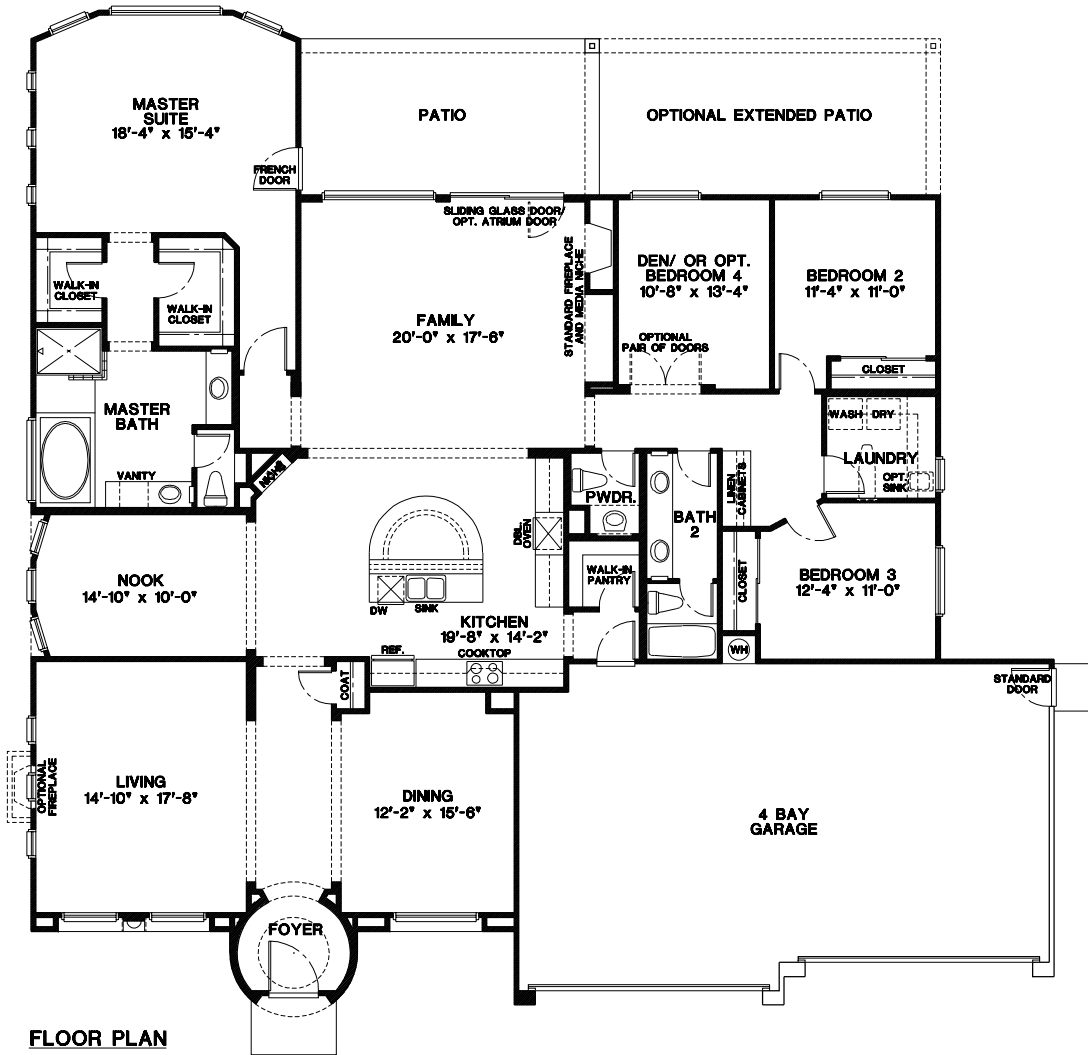 MASTER
SUITE
18'-4" x 15'-4"
PATIO
OPTIONAL EXTENDED PATIO
FRENCH
DOOR
SLIDING GLASS DOOR/
OPT. ATRIUM DOOR
STANDARD FIREPLACE
AND MEDIA NICHE
DEN/ OR OPT.
BEDROOM 4
10'-8" x 13'-4"
BEDROOM 2
11'-4" x 11'-0"
WALK-IN
CLOSET
WALK-IN
CLOSET
FAMILY
20'-0" x 17'-6"
OPTIONAL
PAIR OF DOORS
CLOSET
MASTER
BATH
WASH
DRY
LAUNDRY
OPT.
SINK
VANITY
NICHE
PWDR.
LINEN
CABINETS
BATH
2
DBL.
OVEN
NOOK
14'-10" x 10'-0"
WALK-IN
PANTRY
CLOSET
BEDROOM 3
12'-4" x 11'-0"
DW
SINK
KITCHEN
19'-8" x 14'-2"
REF.
COOKTOP
WH
COAT
STANDARD
DOOR
OPTIONAL
FIREPLACE
LIVING
14'-10" x 17'-8"
DINING
12'-2" x 15'-6"
4 BAY
GARAGE
FOYER
FLOOR PLAN